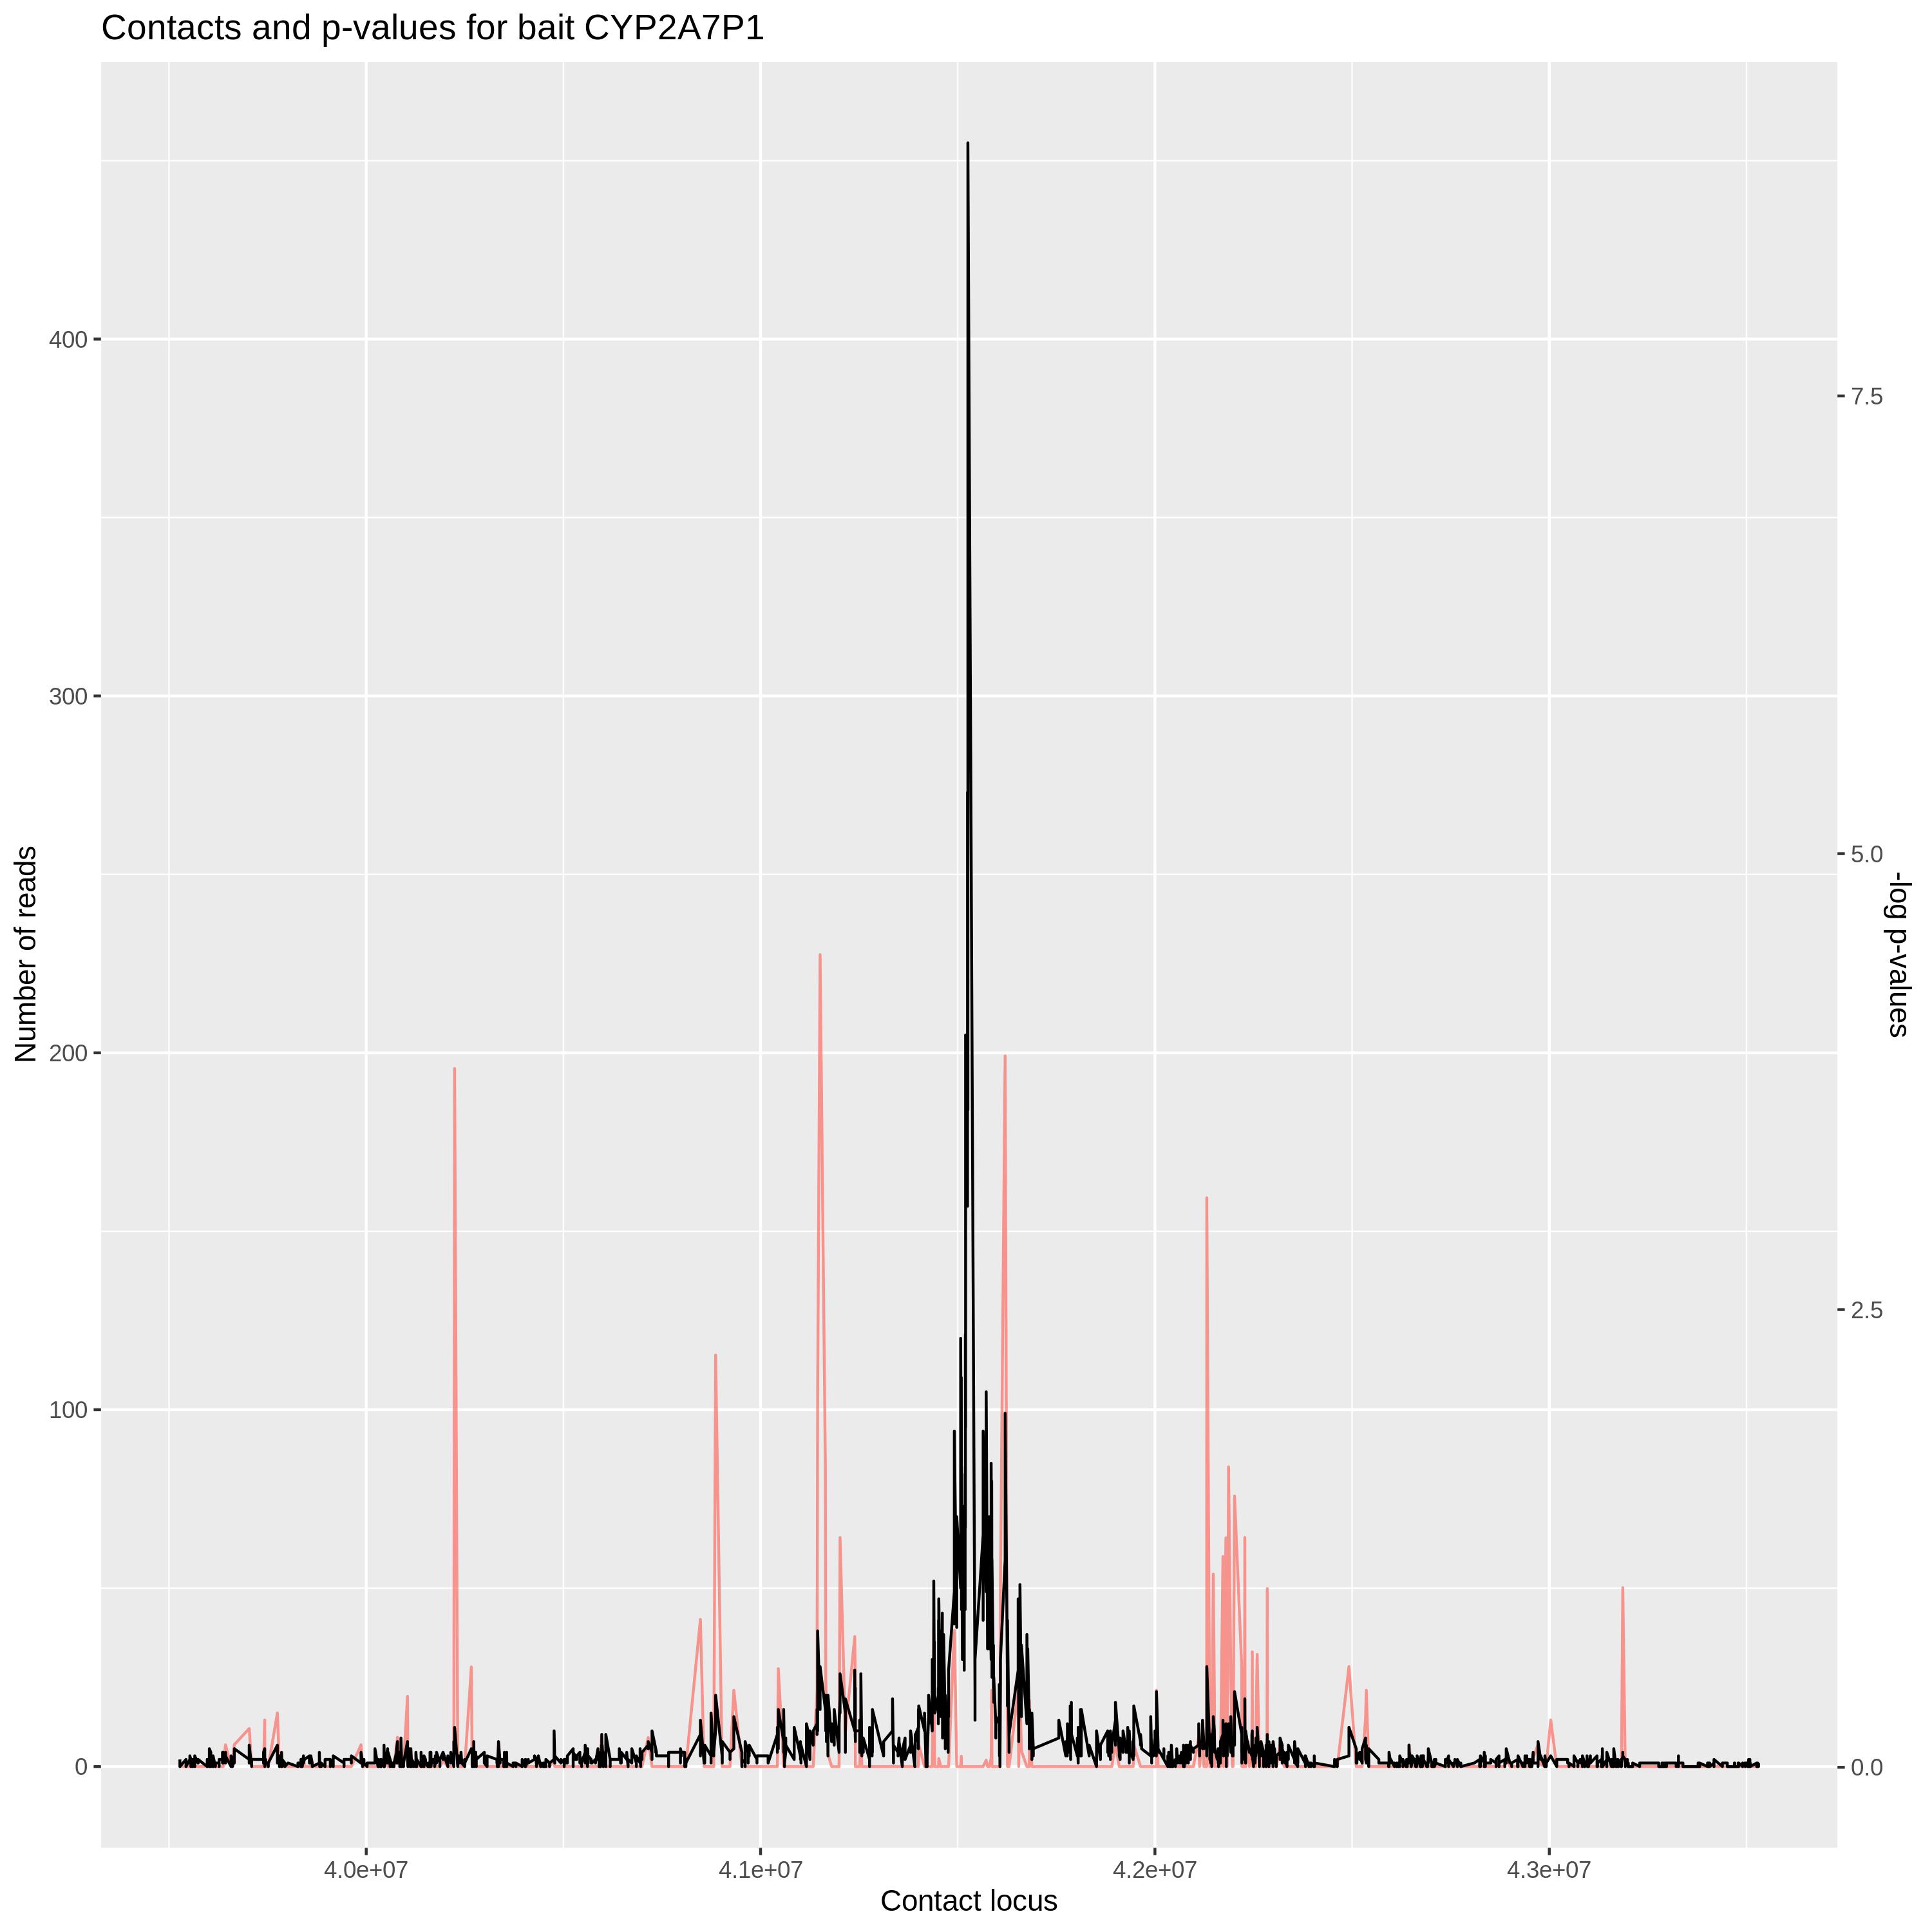 Contacts and p-values for bait CYP2A7P1
Number of reads
400
300
200
100
0
7.5
5.0
2.5
0.0
-log p-values
4.0e+07
4.1e+07
4.2e+07
4.3e+07
Contact locus